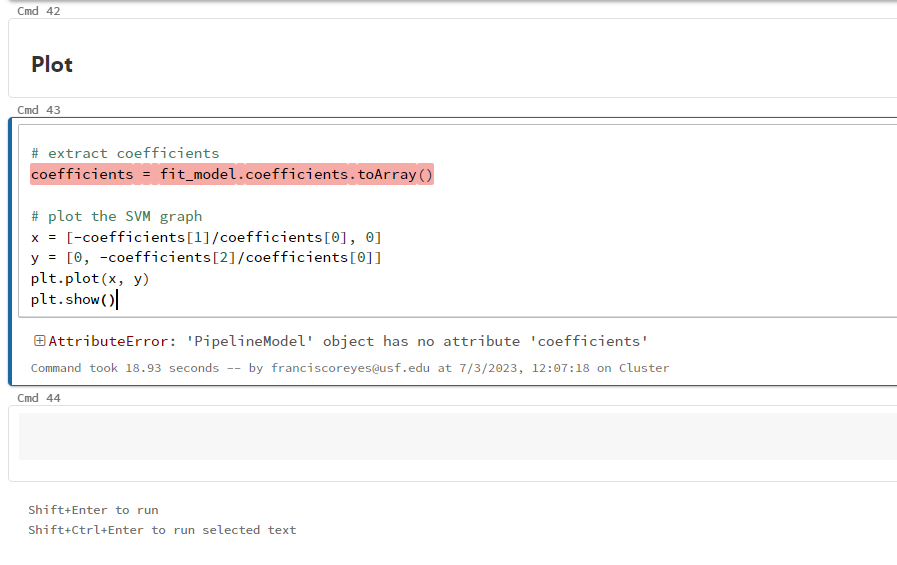 Cmd 42
Plot
Cmd 43
# extract coefficients
coefficients = fit_model.coefficients.toArray()
# plot the SVM graph
x = [-coefficients[1]/coefficients[0], 0]
y = [0, -coefficients[2]/coefficients[0]]
plt.plot(x, y)
plt.show()
AttributeError: 'PipelineModel' object has no attribute 'coefficients'
Command took 18.93 seconds -- by franciscoreyes@usf.edu at 7/3/2023, 12:07:18 on Cluster
Cmd 44
Shift+Enter to run
Shift+Ctrl+Enter to run selected text